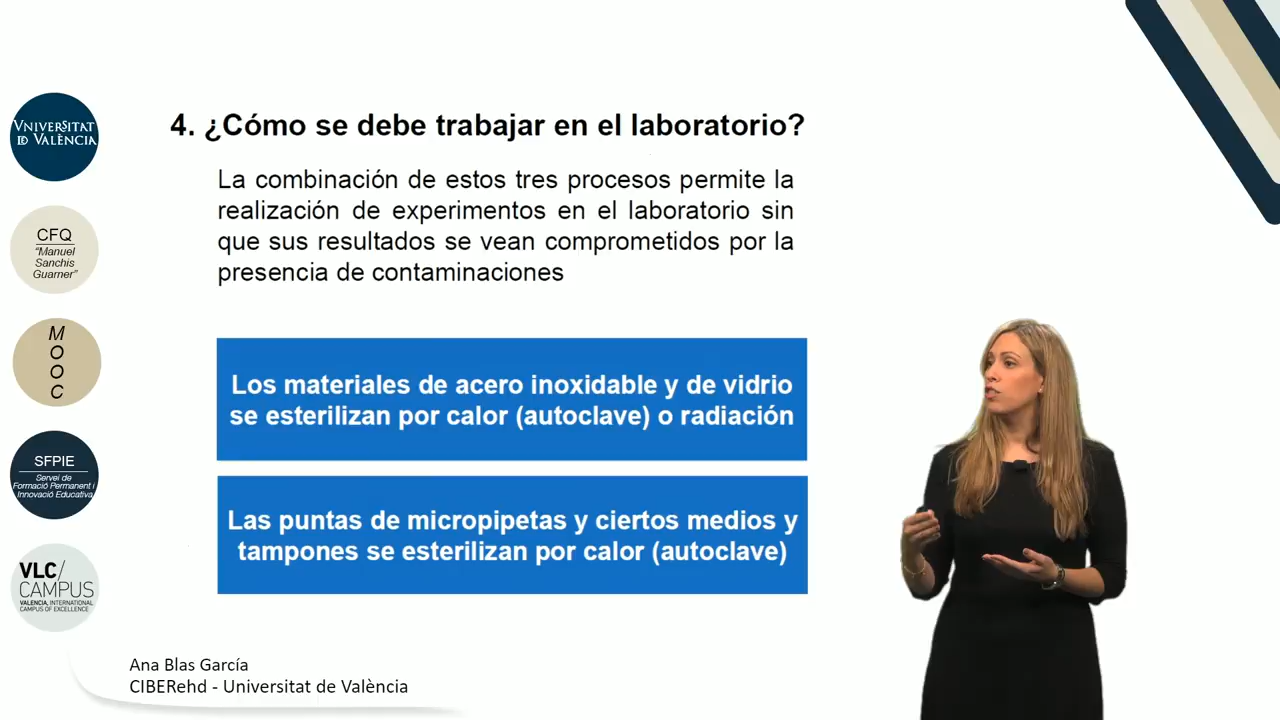 4. ¿Cómo se debe trabajar en el laboratorio?
La combinación de estos tres procesos permite la
realización de experimentos en el laboratorio sin
que sus resultados se vean comprometidos por la
presencia de contaminaciones
Los materiales de acero inoxidable y de vidrio
se esterilizan por calor (autoclave) o radiación
Las puntas de micropipetas y ciertos medios y
tampones se esterilizan por calor (autoclave)
VNIVERSITAT
ID VALÈNCIA
CFQ
“Manuel
Sanchis
Guarner”
M
O
O
C
SFPIE
Servei de
Formació Permanent i
Innovació Educativa
VLC/
CAMPUS
VALENCIA, INTERNATIONAL
CAMPUS OF EXCELLENCE
Ana Blas García
CIBERehd - Universitat de València